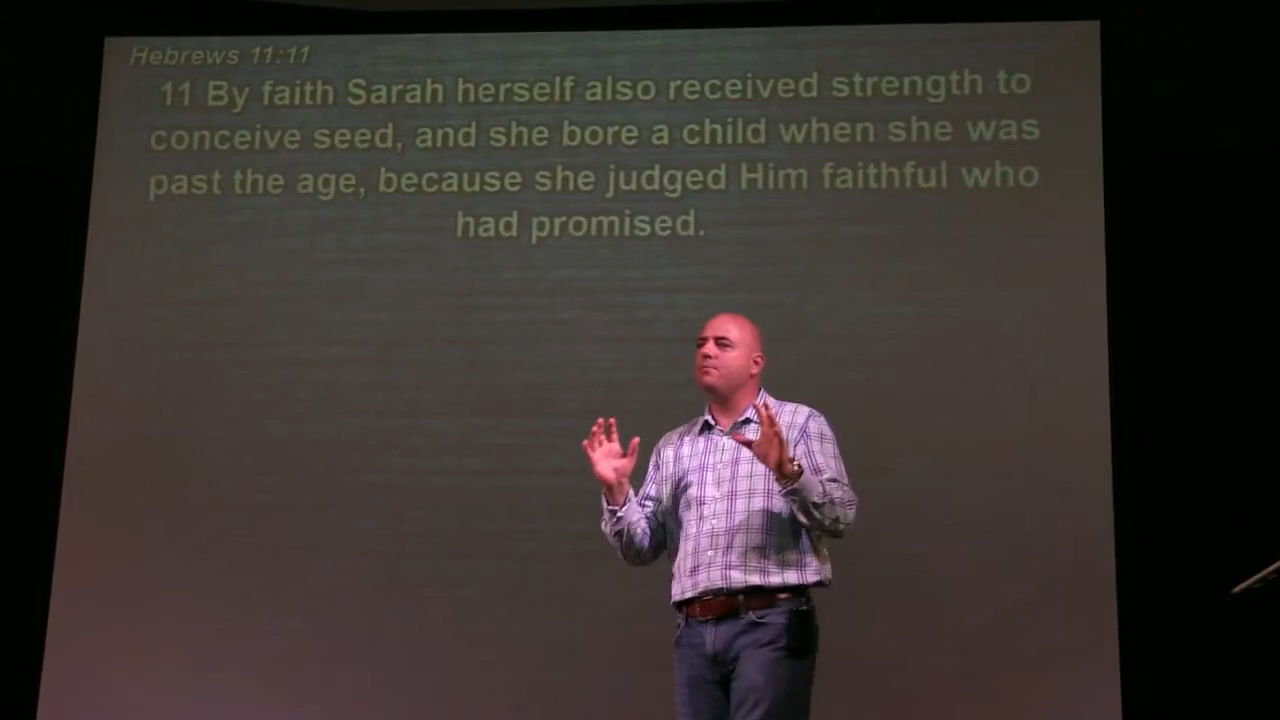 Hebrews 11:11
11 By faith Sarah herself also received strength to
conceive seed, and she bore a child when she was
past the age, because she judged Him faithful who
had promised.